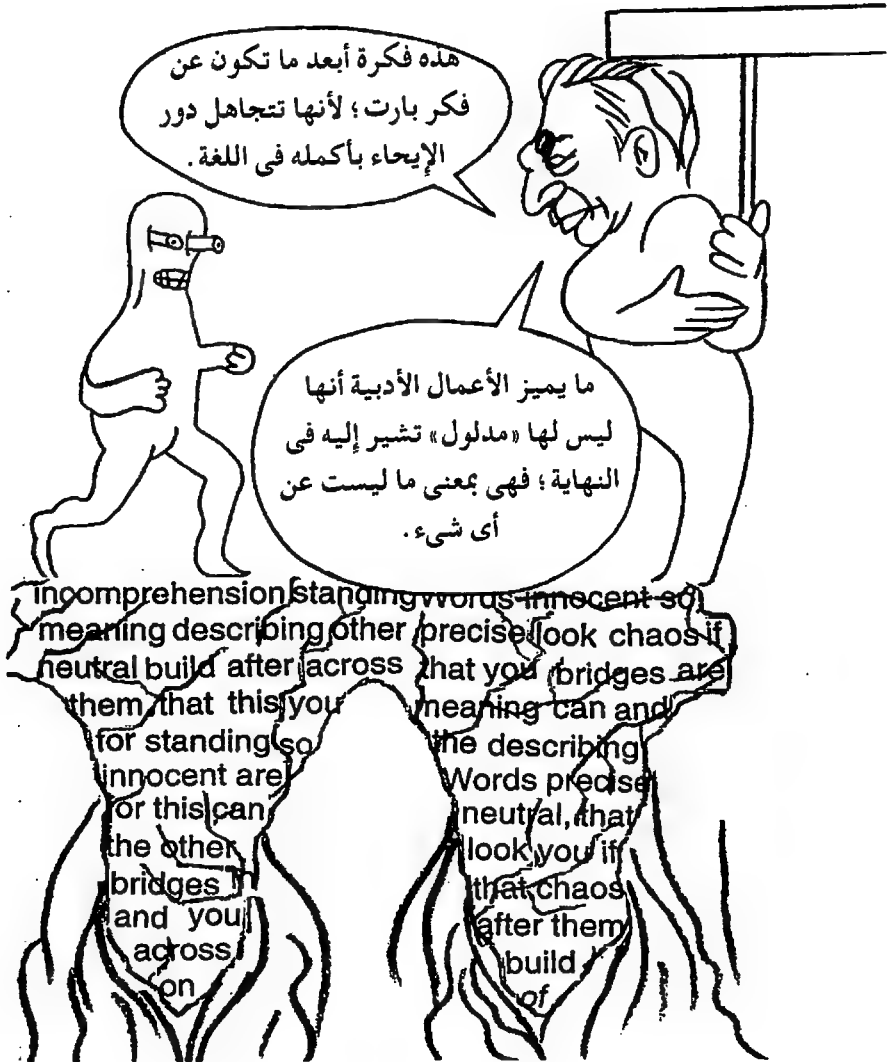 هذه فكرة أبعد ما تكون عن
فكر بارت ؛ لأنها تتجاهل دور
الإيحاء بأكمله فى اللغة .
ما يميز الأعمال الأدبية أنها
ليس لها «مدلول» تشير إليه فى
النهاية ؛ فهى بمعنى ما ليست عن
أى شىء .
incomprehension standing Words innocent so
meaning describing other precise look chaos if
neutral build after across that you bridges are
them, that this you meaning can and
for standing so the describing
innocent are Words precise
or this can neutral, that
the other look you if
bridges that chaos
and you after them
across build
on of